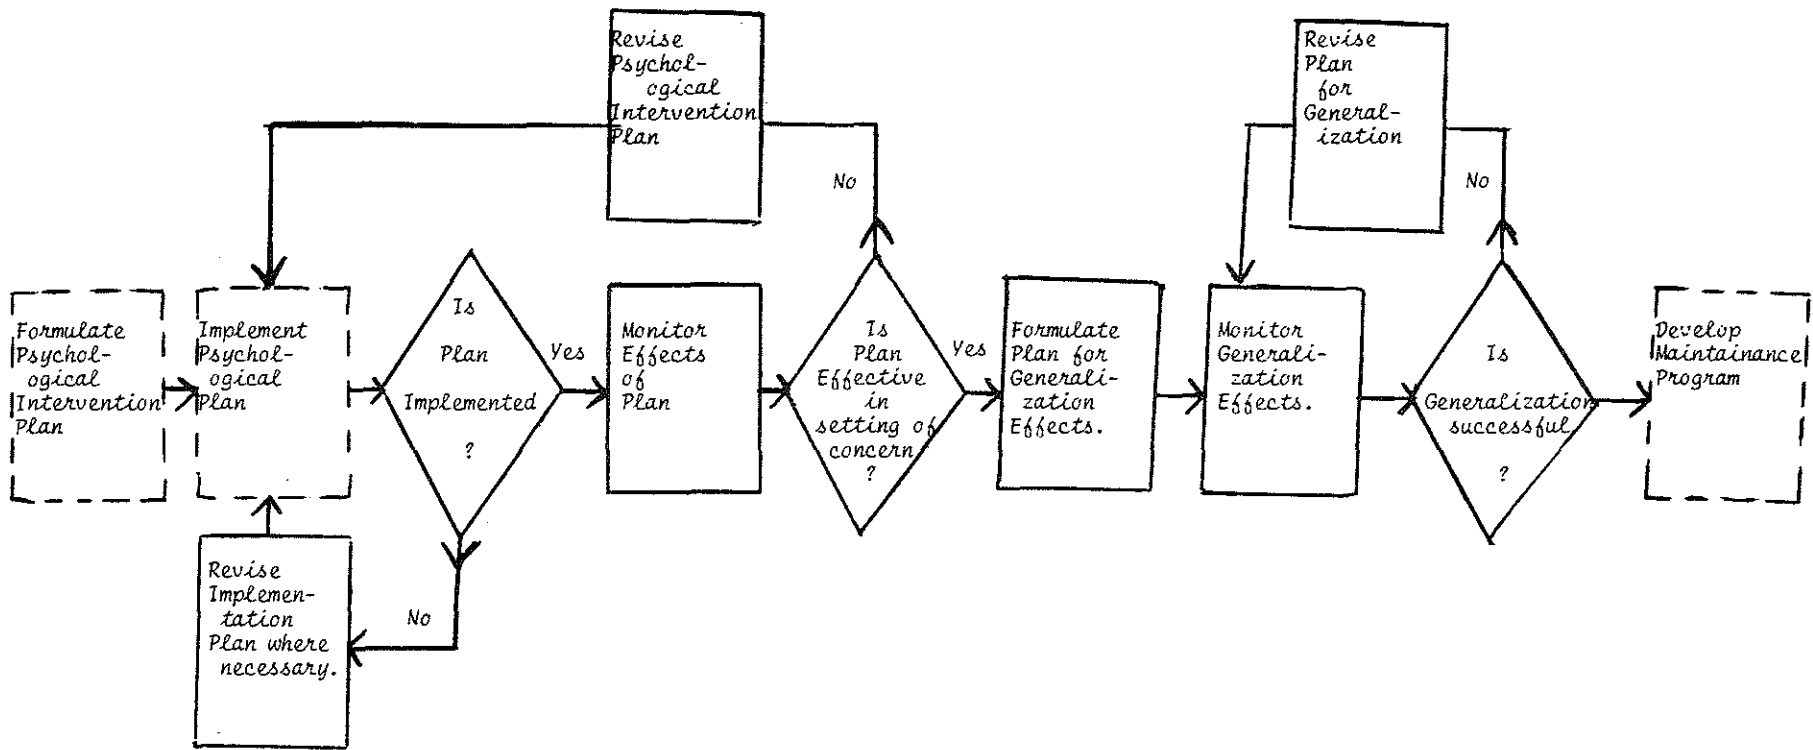 Revise
Psychol-
ogical
Intervention
Plan
Revise
Plan
for
General-
ization
No
No
Formulate
Psychol-
ogical
Intervention
Plan
Implement
Psychol-
ogical
Plan
Is
Plan
Implemented
?
Yes
Monitor
Effects
of
Plan
Is
Plan
Effective
in
setting of
concern
?
Yes
Formulate
Plan for
Generali-
zation
Effects.
Monitor
Generali-
zation
Effects.
Is
Generalization
successful
?
Develop
Maintainance
Program
Revise
Implemen-
tation
Plan where
necessary.
No